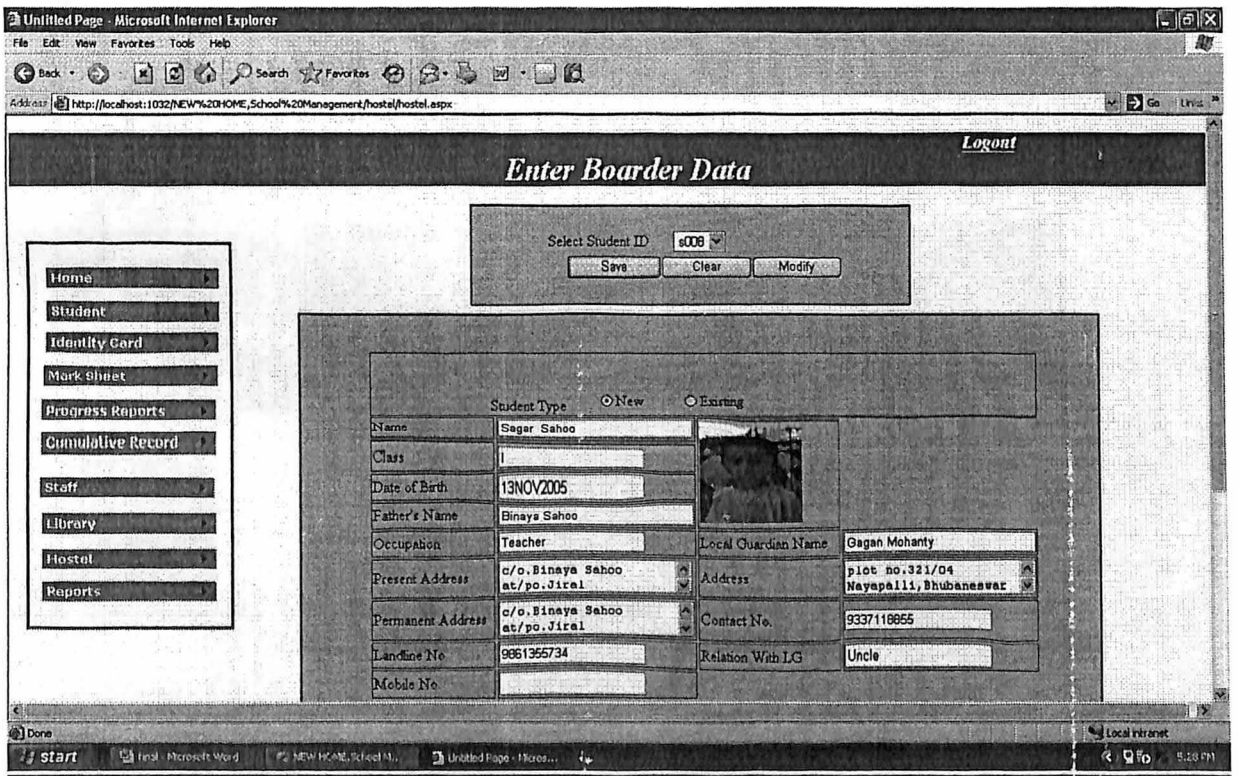 Untitled Page - Microsoft Internet Explorer
File Edit View Favorites Tools Help
Back Search Favorites
Address http://localhost:1032/NEW%20HOME,School%20Management/hostel/hostel.aspx Go Links
Logout
Enter Boarder Data
Select Student ID s008
Save Clear Modify
Home
Student
Identity Card
Mark Sheet
Progress Reports
Cumulative Record
Staff
Library
Hostel
Reports
Student Type New Existing
Name Sagar Sahoo
Class I
Date of Birth 13NOV2005
Father's Name Binaya Sahoo
Occupation Teacher Local Guardian Name Gagan Mohanty
Present Address c/o.Binaya Sahoo
at/po.Jiral
Address plot no.321/04
Nayapalli,Bhubaneswar
Permanent Address c/o.Binaya Sahoo
at/po.Jiral
Contact No. 9337118855
Landline No 9861355734 Relation With LG Uncle
Mobile No
Done Local intranet
start final - Microsoft Word NEW HOME,School M... Untitled Page - Micros... 5:28 PM